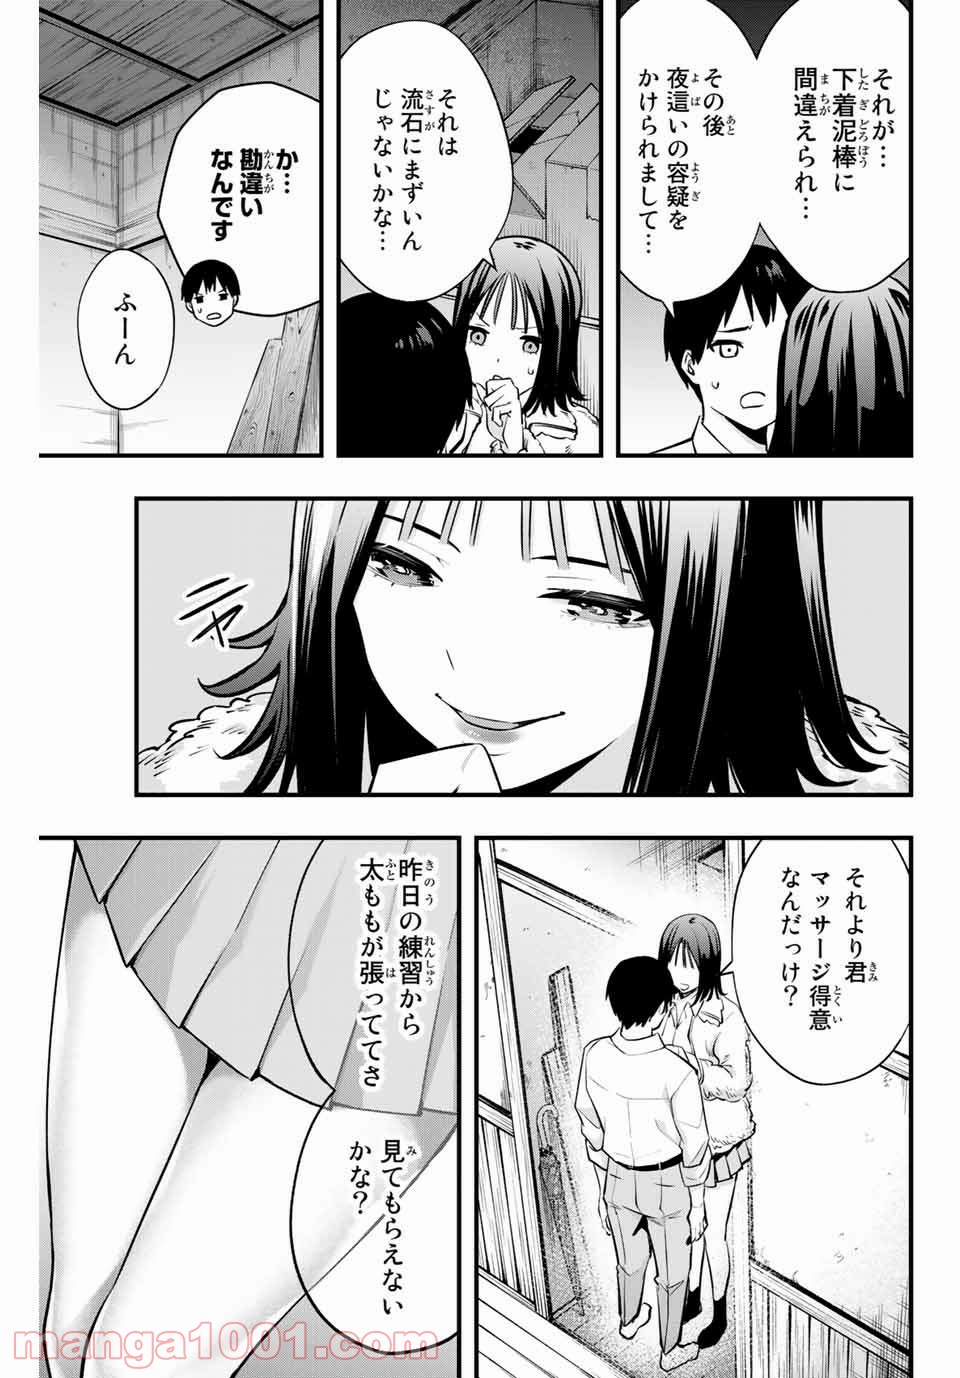 それが…
下着泥棒に
間違えられ…
その後
夜這いの容疑を
かけられまして…
それは
流石にまずいん
じゃないかな…
か…
勘違い
なんです
ふーん
ニヤ
それより君
マッサージ得意
なんだっけ？
昨日の練習から
太ももが張っててさ
見てもらえない
かな？
manga1001.com